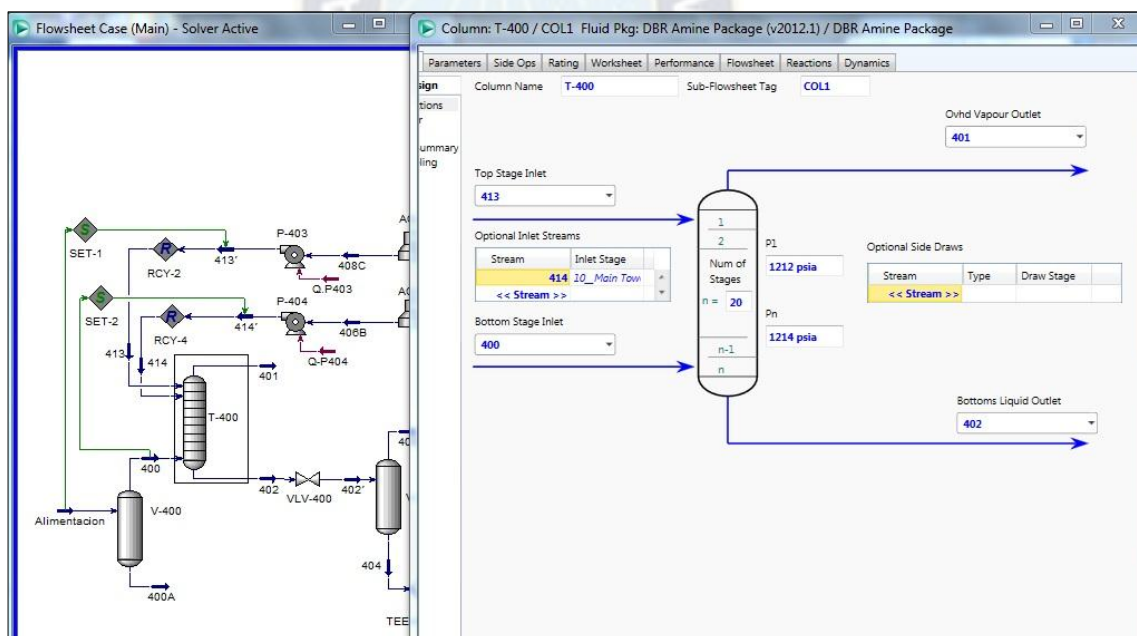 Flowsheet Case (Main) - Solver Active
SET-1
SET-2
RCY-2
RCY-4
413'
414'
P-403
P-404
Q.P403
Q-P404
408C
406B
413
414
401
T-400
400
402
VLV-400
402'
Alimentacion
V-400
400A
404
TEE
Column: T-400 / COL1 Fluid Pkg: DBR Amine Package (v2012.1) / DBR Amine Package
Parameters Side Ops Rating Worksheet Performance Flowsheet Reactions Dynamics
Column Name T-400 Sub-Flowsheet Tag COL1
Ovhd Vapour Outlet
401
Top Stage Inlet
413
Optional Inlet Streams
Stream Inlet Stage
414 10__Main Tow
<< Stream >>
Bottom Stage Inlet
400
1
2
Num of
Stages
n = 20
n-1
n
P1
1212 psia
Pn
1214 psia
Optional Side Draws
Stream Type Draw Stage
<< Stream >>
Bottoms Liquid Outlet
402